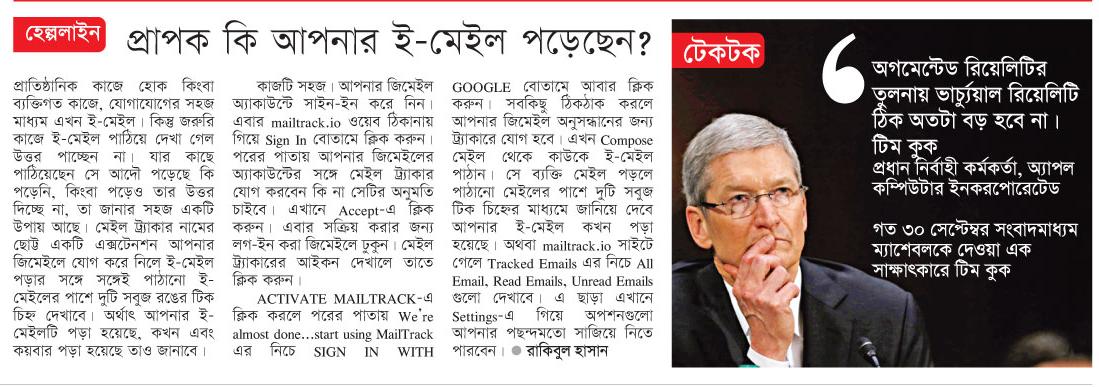 হেল্পলাইন
প্রাপক কি আপনার ই-মেইল পড়েছেন?
প্রাতিষ্ঠানিক কাজে হোক কিংবা
ব্যক্তিগত কাজে, যোগাযোগের সহজ
মাধ্যম এখন ই-মেইল। কিন্তু জরুরি
কাজে ই-মেইল পাঠিয়ে দেখা গেল
উত্তর পাচ্ছেন না। যার কাছে
পাঠিয়েছেন সে আদৌ পড়েছে কি
পড়েনি, কিংবা পড়েও তার উত্তর
দিচ্ছে না, তা জানার সহজ একটি
উপায় আছে। মেইল ট্র্যাকার নামের
ছোট্ট একটি এক্সটেনশন আপনার
জিমেইলে যোগ করে নিলে ই-মেইল
পড়ার সঙ্গে সঙ্গেই পাঠানো ই-
মেইলের পাশে দুটি সবুজ রঙের টিক
চিহ্ন দেখাবে। অর্থাৎ আপনার ই-
মেইলটি পড়া হয়েছে, কখন এবং
কয়বার পড়া হয়েছে তাও জানাবে।
কাজটি সহজ। আপনার জিমেইল
অ্যাকাউন্টে সাইন-ইন করে নিন।
এবার mailtrack.io ওয়েব ঠিকানায়
গিয়ে Sign In বোতামে ক্লিক করুন।
পরের পাতায় আপনার জিমেইলের
অ্যাকাউন্টের সঙ্গে মেইল ট্র্যাকার
যোগ করবেন কি না সেটির অনুমতি
চাইবে। এখানে Accept-এ ক্লিক
করুন। এবার সক্রিয় করার জন্য
লগ-ইন করা জিমেইলে ঢুকুন। মেইল
ট্র্যাকারের আইকন দেখালে তাতে
ক্লিক করুন।
ACTIVATE MAILTRACK-এ
ক্লিক করলে পরের পাতায় We're
almost done...start using MailTrack
এর নিচে SIGN IN WITH
GOOGLE বোতামে আবার ক্লিক
করুন। সবকিছু ঠিকঠাক করলে
আপনার জিমেইল অনুসন্ধানের জন্য
ট্র্যাকারে যোগ হবে। এখন Compose
মেইল থেকে কাউকে ই-মেইল
পাঠান। সে ব্যক্তি মেইল পড়লে
পাঠানো মেইলের পাশে দুটি সবুজ
টিক চিহ্নের মাধ্যমে জানিয়ে দেবে
আপনার ই-মেইল কখন পড়া
হয়েছে। অথবা mailtrack.io সাইটে
গেলে Tracked Emails এর নিচে All
Email, Read Emails, Unread Emails
গুলো দেখাবে। এ ছাড়া এখানে
Settings-এ গিয়ে অপশনগুলো
আপনার পছন্দমতো সাজিয়ে নিতে
পারবেন। ● রাকিবুল হাসান
টেকটক
অগমেন্টেড রিয়েলিটির
তুলনায় ভার্চ্যুয়াল রিয়েলিটি
ঠিক অতটা বড় হবে না।
টিম কুক
প্রধান নির্বাহী কর্মকর্তা, অ্যাপল
কম্পিউটার ইনকরপোরেটেড
গত ৩০ সেপ্টেম্বর সংবাদমাধ্যম
ম্যাশেবলকে দেওয়া এক
সাক্ষাৎকারে টিম কুক